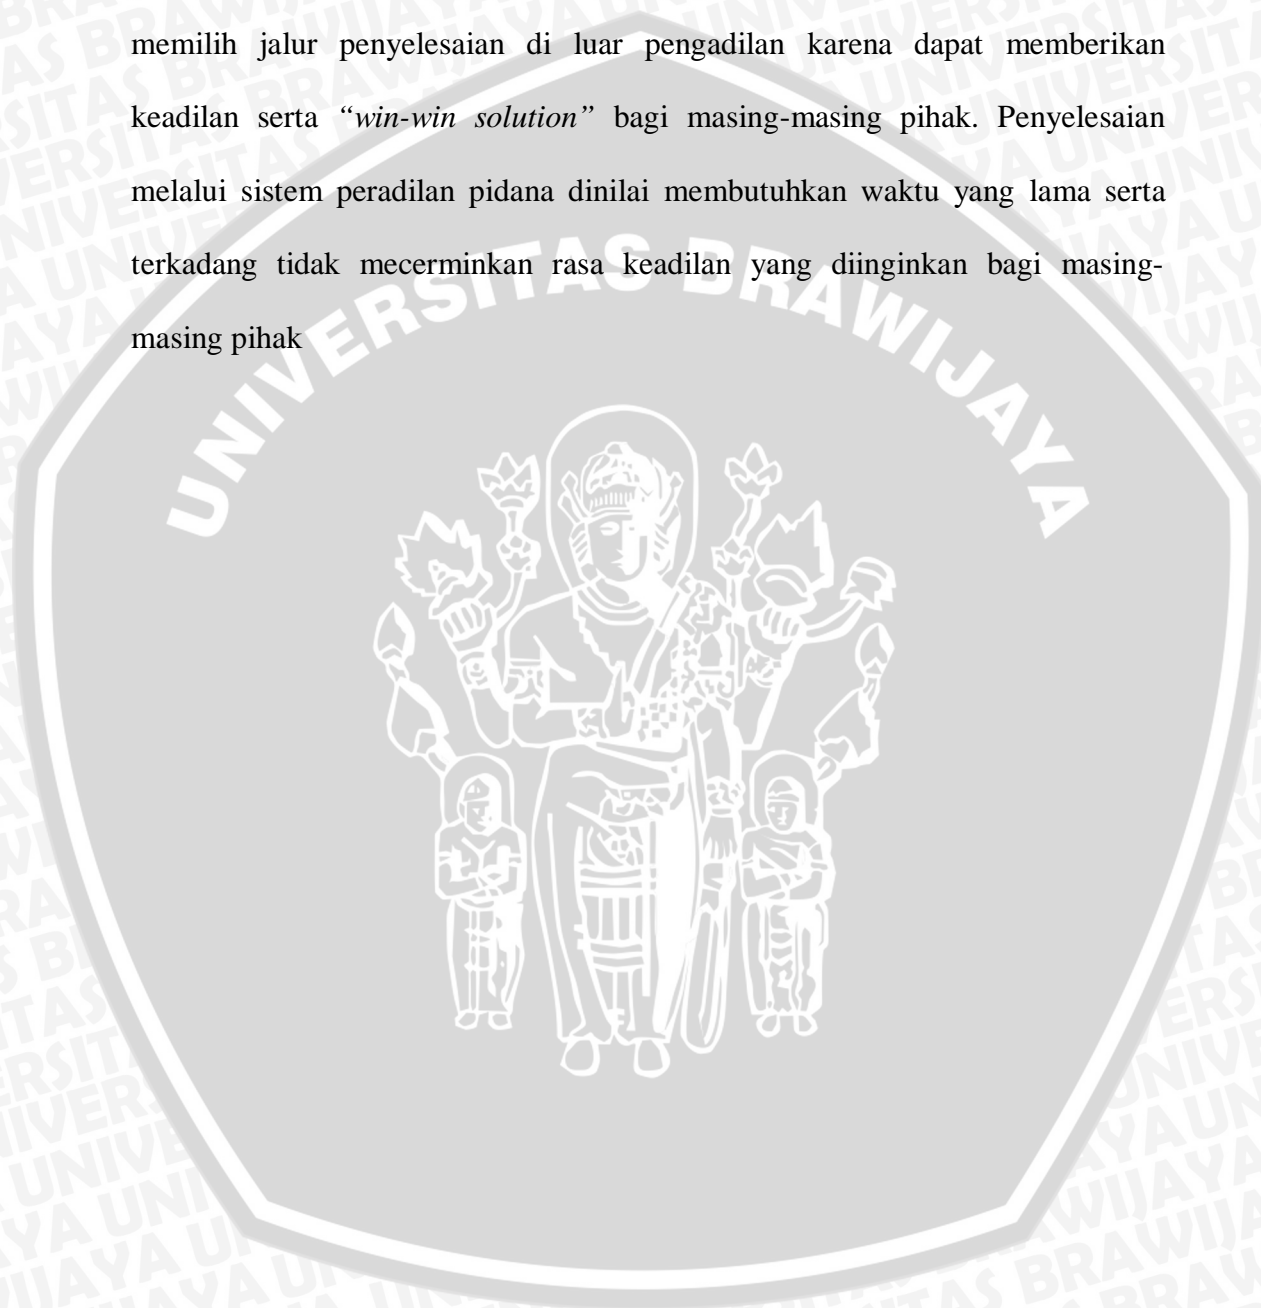 memilih jalur penyelesaian di luar pengadilan karena dapat memberikan
keadilan serta “win-win solution” bagi masing-masing pihak. Penyelesaian
melalui sistem peradilan pidana dinilai membutuhkan waktu yang lama serta
terkadang tidak mecerminkan rasa keadilan yang diinginkan bagi masing-
masing pihak
UNIVERSITAS BRAWIJAYA